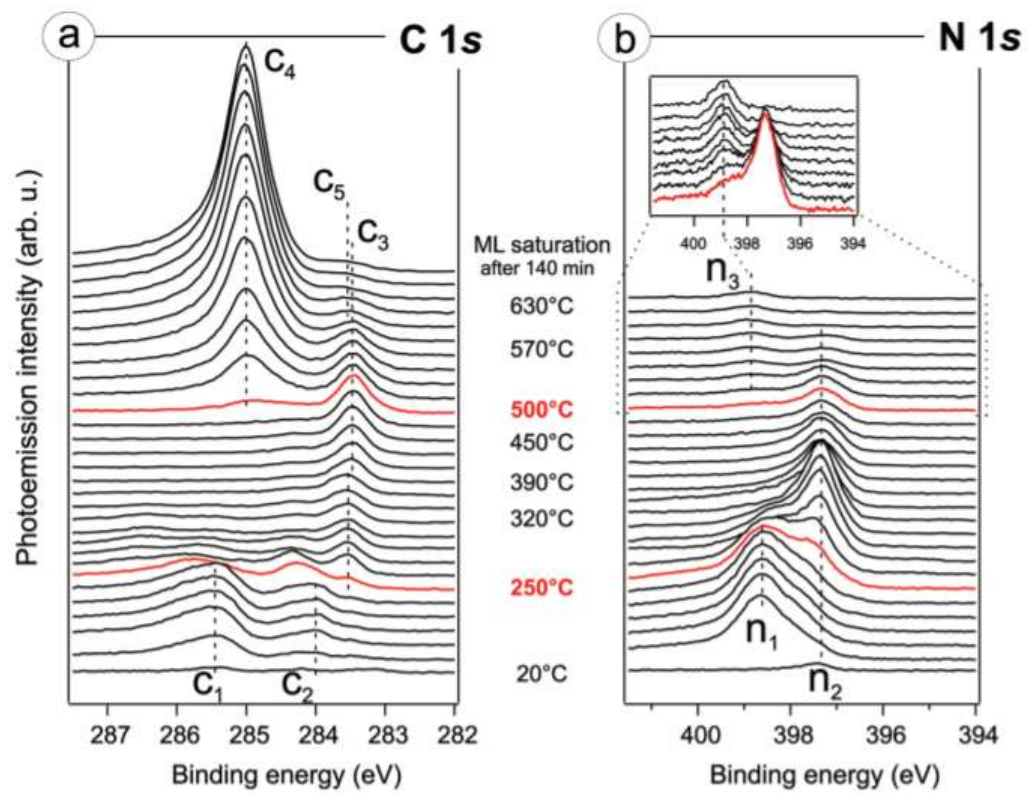 a
C 1s
b
N 1s
C4
C5
C3
ML saturation
after 140 min
630°C
570°C
500°C
450°C
390°C
320°C
250°C
20°C
C1
C2
400 398 396 394
n3
n1
n2
Photoemission intensity (arb. u.)
287 286 285 284 283 282
400 398 396 394
Binding energy (eV)
Binding energy (eV)